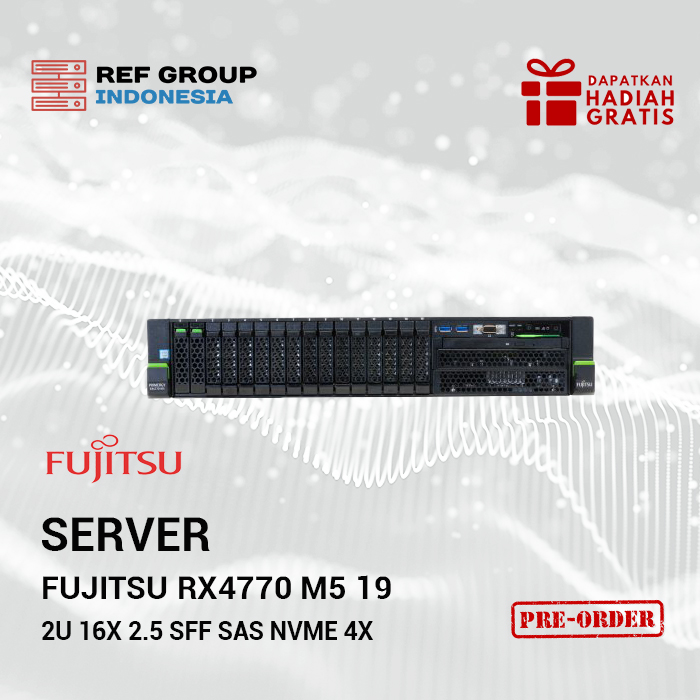 REF GROUP
INDONESIA
DAPATKAN
HADIAH
GRATIS
FUJITSU
FUJITSU
SERVER
FUJITSU RX4770 M5 19
2U 16X 2.5 SFF SAS NVME 4X
PRE-ORDER